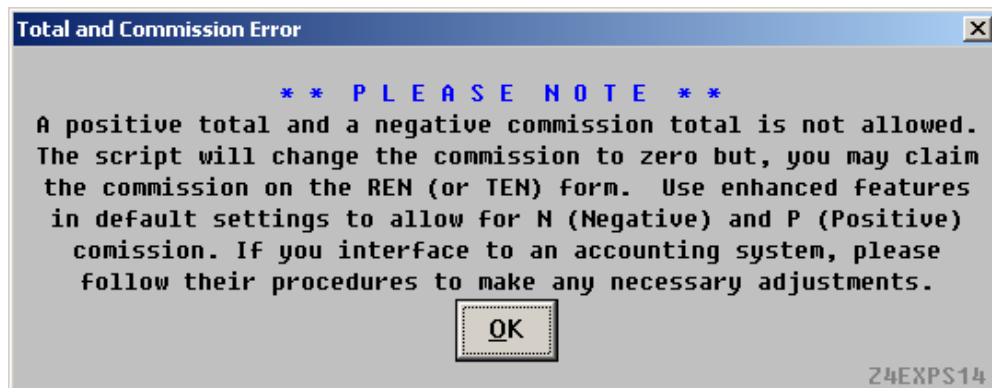 Total and Commission Error
* * P L E A S E N O T E * *
A positive total and a negative commission total is not allowed.
The script will change the commission to zero but, you may claim
the commission on the REN (or TEN) form. Use enhanced features
in default settings to allow for N (Negative) and P (Positive)
comission. If you interface to an accounting system, please
follow their procedures to make any necessary adjustments.
OK
Z4EXPS14